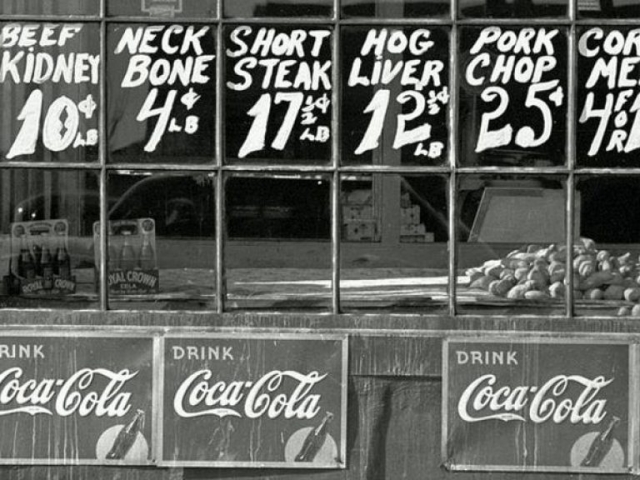 BEEF
KIDNEY
10¢ LB
NECK
BONE
4¢ LB
SHORT
STEAK
17½¢ LB
HOG
LIVER
12½¢ LB
PORK
CHOP
25¢
COR
ME
4 FOR
ROYAL CROWN
ROYAL CROWN
COLA
DRINK
Coca-Cola
DRINK
Coca-Cola
DRINK
Coca-Cola